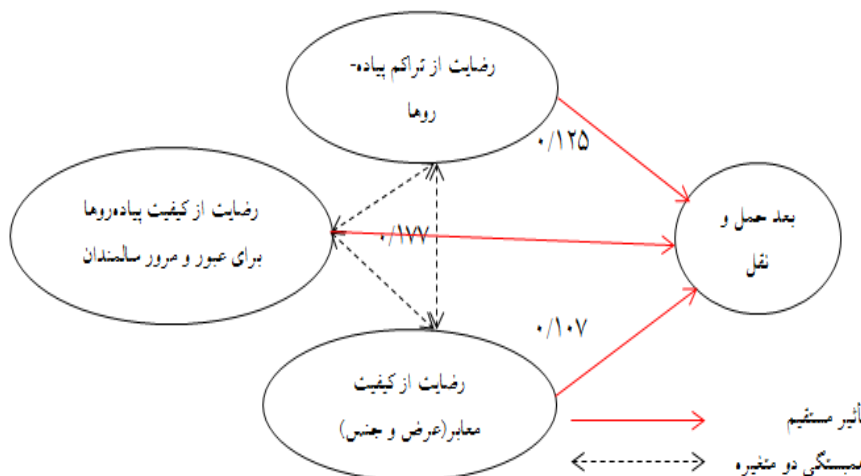 رضایت از تراکم پیاده-
روها
۰/۱۲۵
رضایت از کیفیت پیاده‌روها
برای عبور و مرور سالمندان
۰/۱۷۷
بعد حمل و
نقل
۰/۱۰۷
رضایت از کیفیت
معابر(عرض و جنس)
أثیر مستقیم
همبستگی دو متغیره